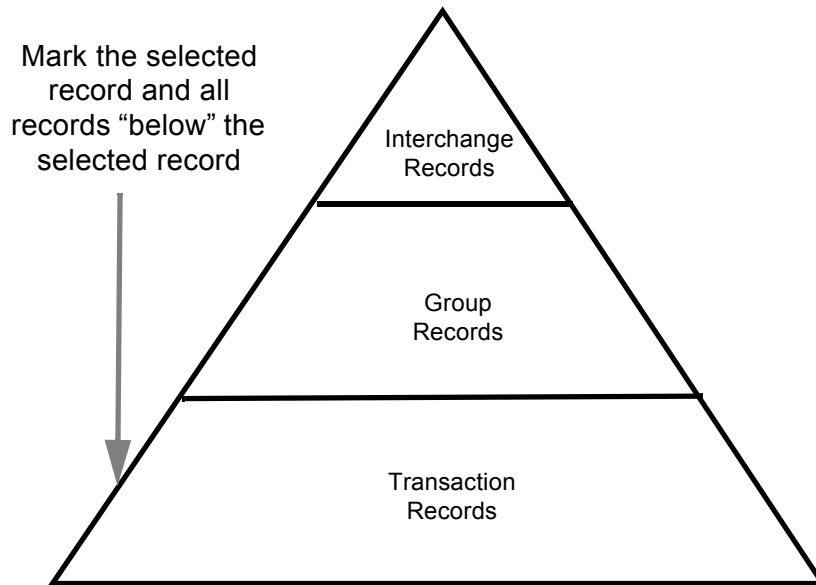 Mark the selected
record and all
records “below” the
selected record
Interchange
Records
Group
Records
Transaction
Records